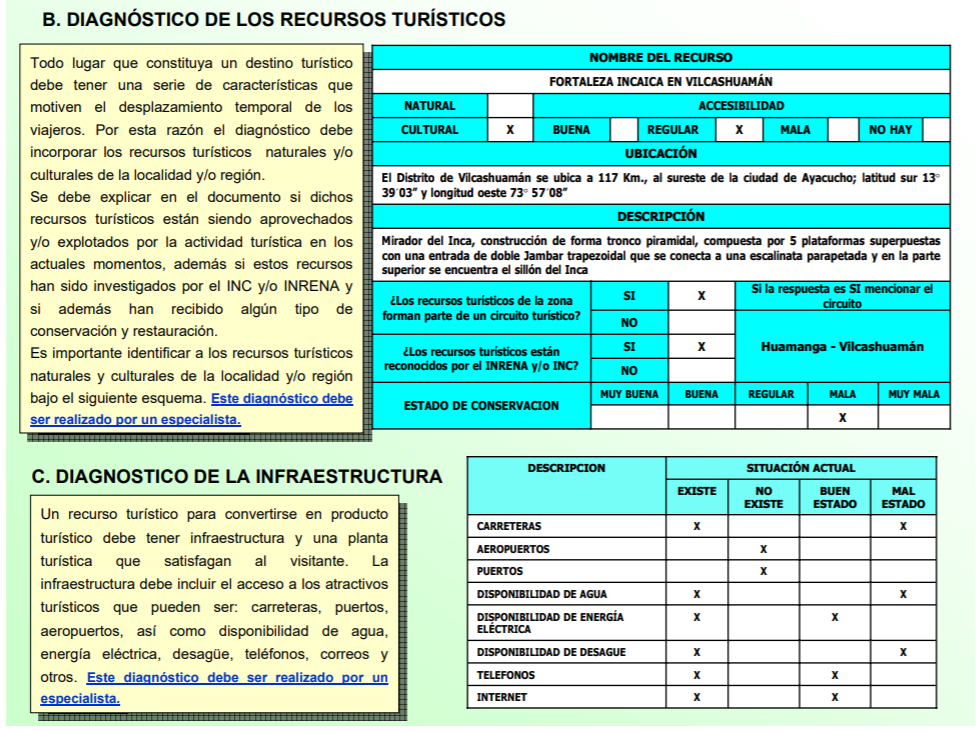 B. DIAGNÓSTICO DE LOS RECURSOS TURÍSTICOS
Todo lugar que constituya un destino turístico
debe tener una serie de características que
motiven el desplazamiento temporal de los
viajeros. Por esta razón el diagnóstico debe
incorporar los recursos turísticos naturales y/o
culturales de la localidad y/o región.
Se debe explicar en el documento si dichos
recursos turísticos están siendo aprovechados
y/o explotados por la actividad turística en los
actuales momentos, además si estos recursos
han sido investigados por el INC y/o INRENA y
si además han recibido algún tipo de
conservación y restauración.
Es importante identificar a los recursos turísticos
naturales y culturales de la localidad y/o región
bajo el siguiente esquema. Este diagnóstico debe
ser realizado por un especialista.
NOMBRE DEL RECURSO
FORTALEZA INCAICA EN VILCASHUAMÁN
NATURAL ACCESIBILIDAD
CULTURAL X BUENA REGULAR X MALA NO HAY
UBICACIÓN
El Distrito de Vilcashuamán se ubica a 117 Km., al sureste de la ciudad de Ayacucho; latitud sur 13°
39´03” y longitud oeste 73° 57´08”
DESCRIPCIÓN
Mirador del Inca, construcción de forma tronco piramidal, compuesta por 5 plataformas superpuestas
con una entrada de doble Jambar trapezoidal que se conecta a una escalinata parapetada y en la parte
superior se encuentra el sillón del Inca
¿Los recursos turísticos de la zona
forman parte de un circuito turístico?
SI X
NO
Si la respuesta es SI mencionar el
circuito
¿Los recursos turísticos están
reconocidos por el INRENA y/o INC?
SI X
NO
Huamanga - Vilcashuamán
ESTADO DE CONSERVACION
MUY BUENA BUENA REGULAR MALA MUY MALA
X
C. DIAGNOSTICO DE LA INFRAESTRUCTURA
Un recurso turístico para convertirse en producto
turístico debe tener infraestructura y una planta
turística que satisfagan al visitante. La
infraestructura debe incluir el acceso a los atractivos
turísticos que pueden ser: carreteras, puertos,
aeropuertos, así como disponibilidad de agua,
energía eléctrica, desagüe, teléfonos, correos y
otros. Este diagnóstico debe ser realizado por un
especialista.
DESCRIPCION SITUACIÓN ACTUAL
EXISTE NO EXISTE BUEN ESTADO MAL ESTADO
CARRETERAS X X
AEROPUERTOS X
PUERTOS X
DISPONIBILIDAD DE AGUA X X
DISPONIBILIDAD DE ENERGÍA
ELÉCTRICA X X
DISPONIBILIDAD DE DESAGUE X X
TELEFONOS X X
INTERNET X X